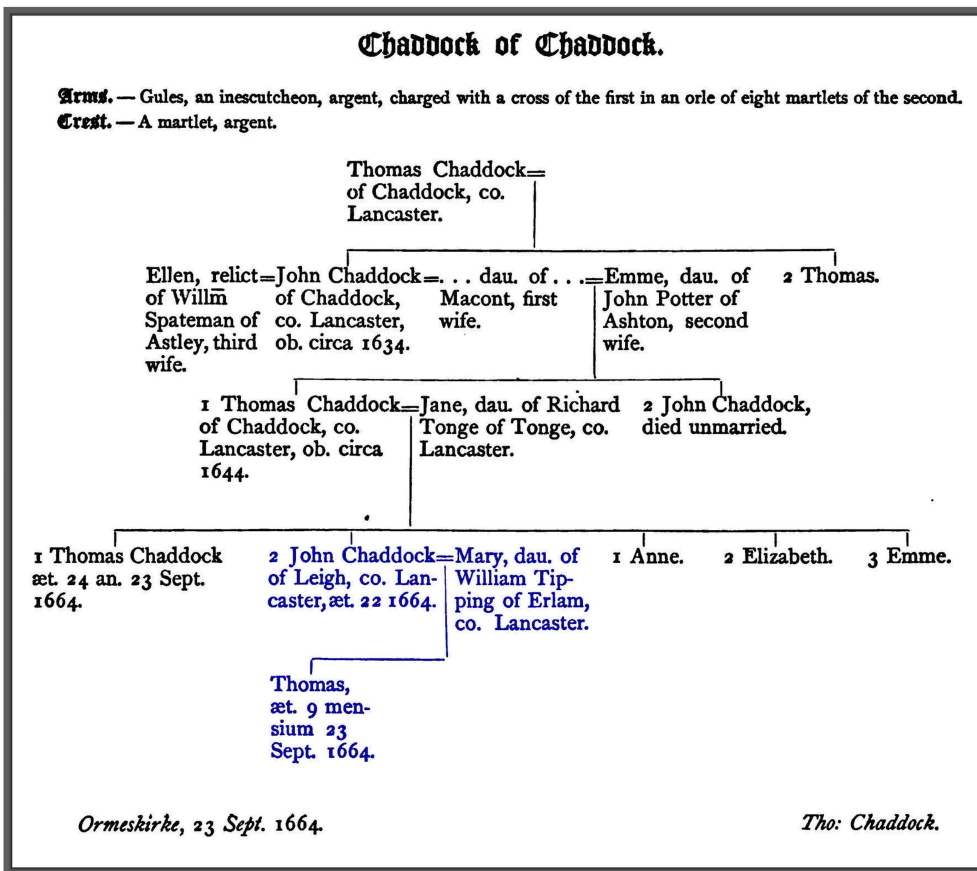 Chaddock of Chaddock.
Arms. — Gules, an inescutcheon, argent, charged with a cross of the first in an orle of eight martlets of the second.
Crest. — A martlet, argent.
Thomas Chaddock=
of Chaddock, co.
Lancaster.
Ellen, relict=
of Willm̄
Spateman of
Astley, third
wife.
John Chaddock=
of Chaddock,
co. Lancaster,
ob. circa 1634.
. . . dau. of . . .=
Macont, first
wife.
Emme, dau. of
John Potter of
Ashton, second
wife.
2 Thomas.
1 Thomas Chaddock=
of Chaddock, co.
Lancaster, ob. circa
1644.
Jane, dau. of Richard
Tonge of Tonge, co.
Lancaster.
2 John Chaddock,
died unmarried.
1 Thomas Chaddock
æt. 24 an. 23 Sept.
1664.
2 John Chaddock=
of Leigh, co. Lan-
caster, æt. 22 1664.
Mary, dau. of
William Tip-
ping of Erlam,
co. Lancaster.
1 Anne.
2 Elizabeth.
3 Emme.
Thomas,
æt. 9 men-
sium 23
Sept. 1664.
Ormeskirke, 23 Sept. 1664.
Tho: Chaddock.